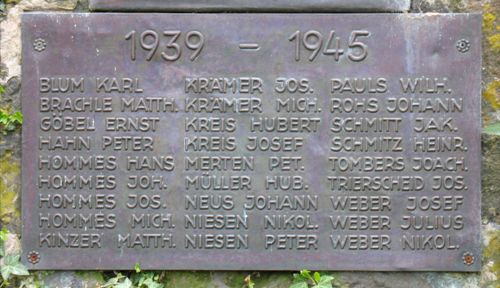 1939 – 1945
BLUM KARL KRÄMER JOS. PAULS WILH.
BRACHLE MATTH. KRÄMER MICH. ROHS JOHANN
GÖBEL ERNST KREIS HUBERT SCHMITT JAK.
HAHN PETER KREIS JOSEF SCHMITZ HEINR.
HOMMES HANS MERTEN PET. TOMBERS JOACH.
HOMMES JOH. MÜLLER HUB. TRIERSCHEID JOS.
HOMMES JOS. NEUS JOHANN WEBER JOSEF
HOMMES MICH. NIESEN NIKOL. WEBER JULIUS
KINZER MATTH. NIESEN PETER WEBER NIKOL.